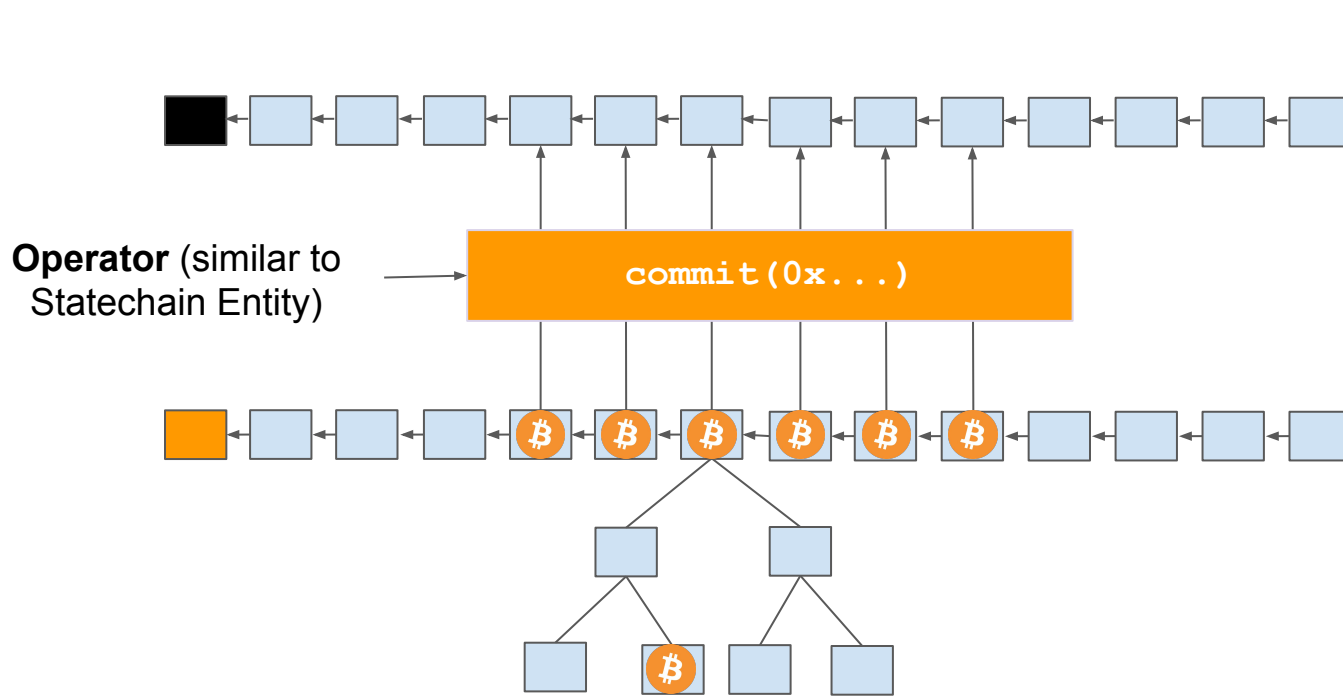 Operator (similar to
Statechain Entity)
commit(0x...)